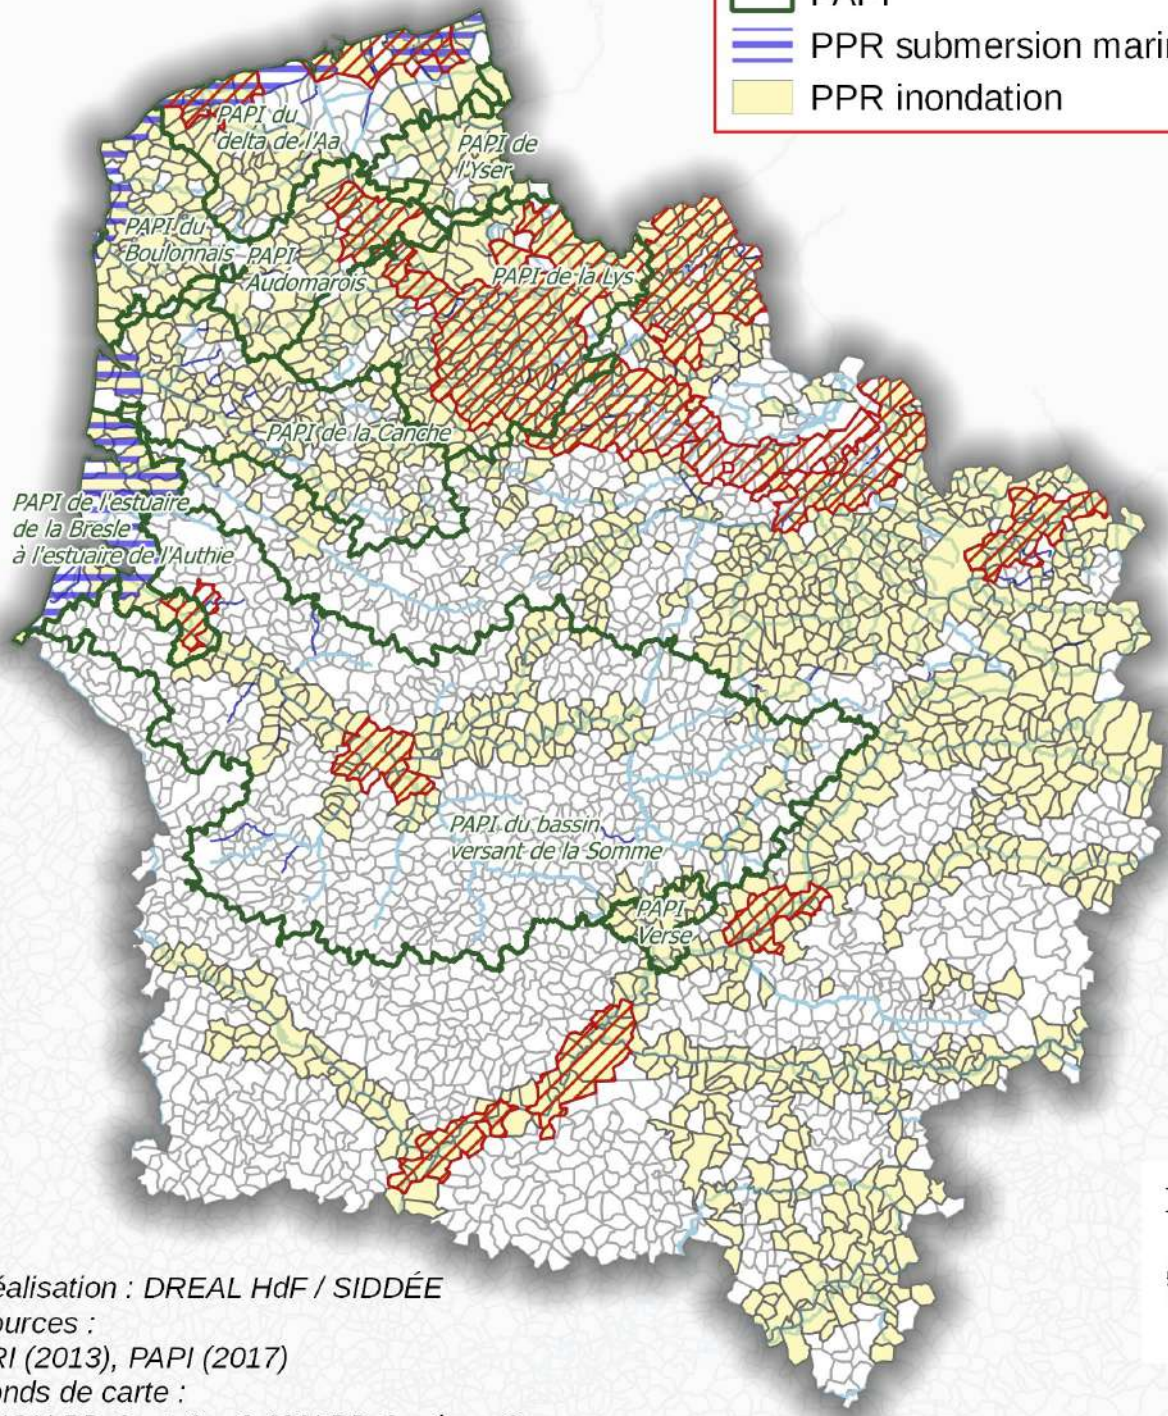 PAPI
PPR submersion
PPR inondation
PAPI du
delta de l'Aa
PAPI de
l'Yser
PAPI du
Boulonnais
PAPI
Audomarois
PAPI de la Lys
PAPI de la Canche
PAPI de l'estuaire
de la Bresle
à l'estuaire de l'Authie
PAPI du bassin
versant de la Somme
PAPI
Verse
éalisation : DREAL HdF / SIDDÉE
ources :
RI (2013), PAPI (2017)
onds de carte :